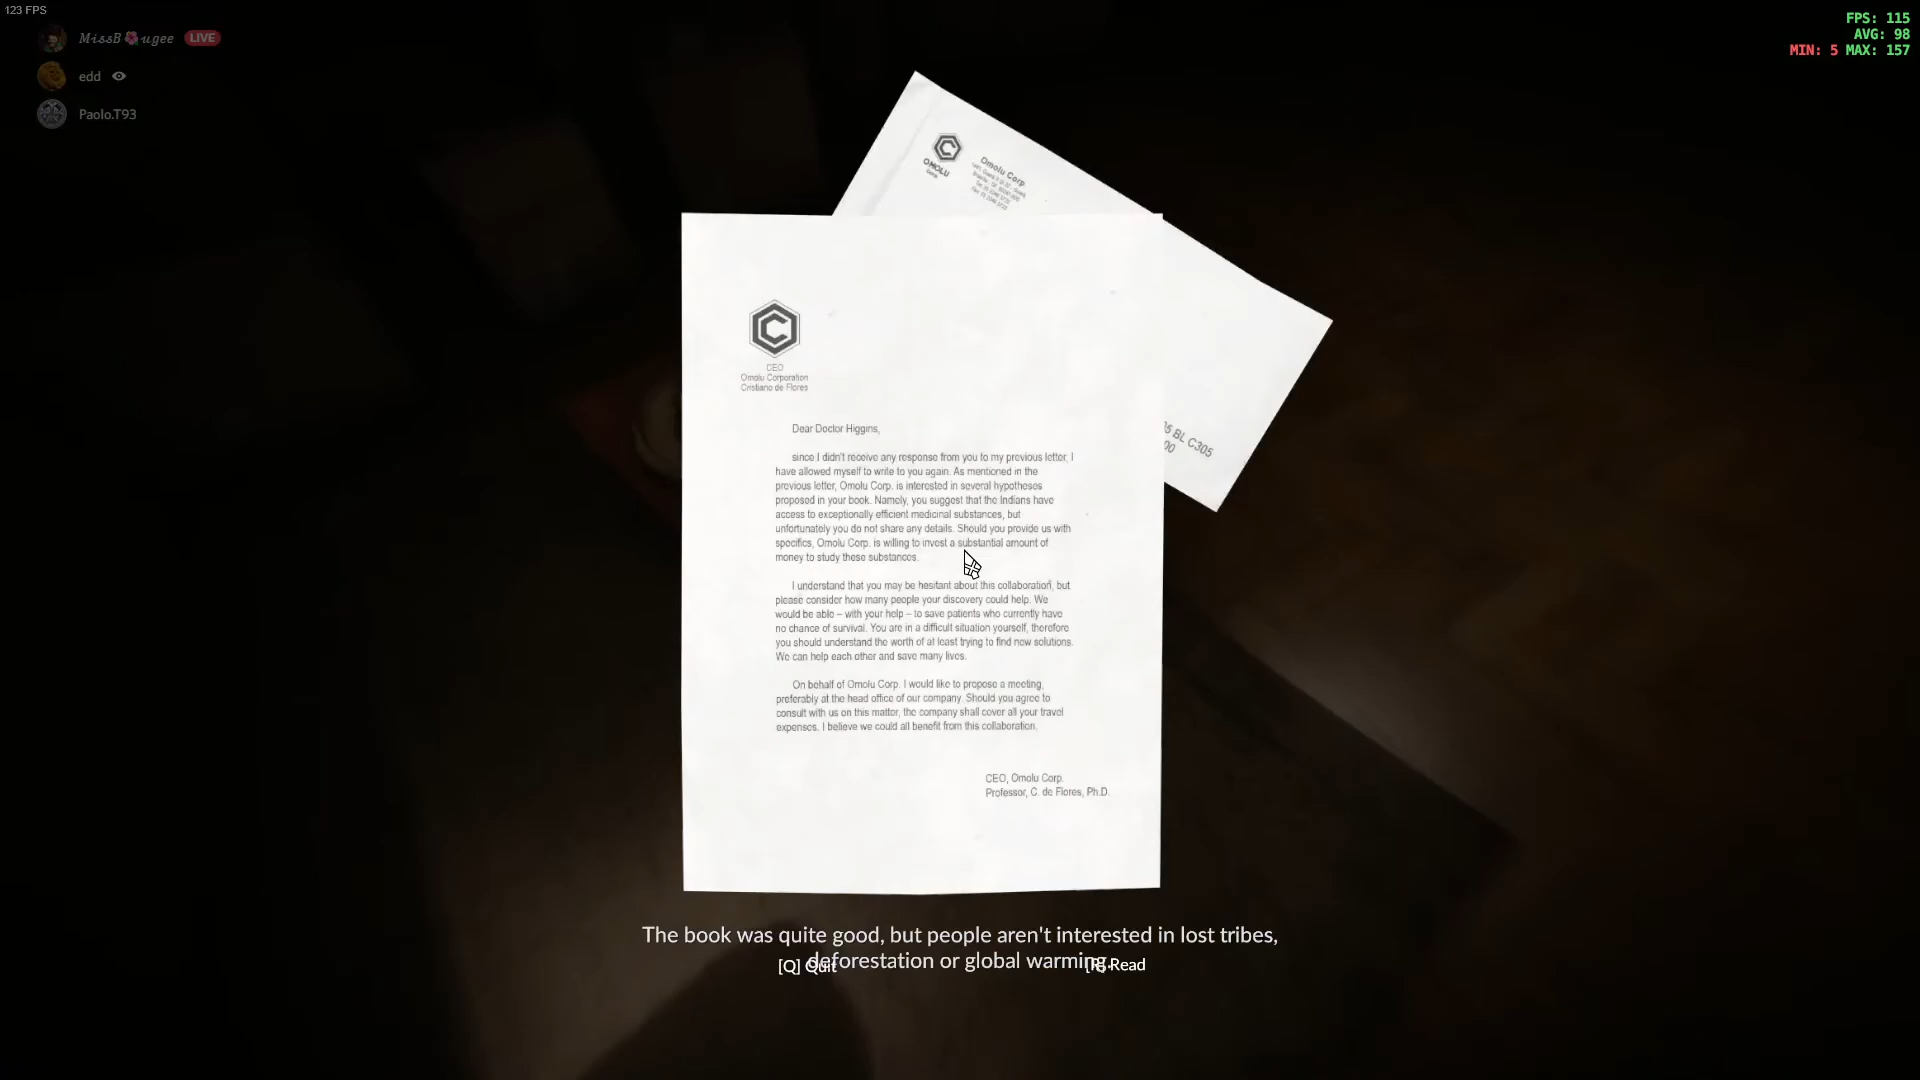 123 FPS
MissB🌺ugee LIVE
edd
Paolo.T93
FPS: 115
AVG: 98
MIN: 5 MAX: 157
OMOLU
Group
Omolu Corp
CEO
Omolu Corporation
Cristiano de Flores
Dear Doctor Higgins,
since I didn't receive any response from you to my previous letter, I
have allowed myself to write to you again. As mentioned in the
previous letter, Omolu Corp. is interested in several hypotheses
proposed in your book. Namely, you suggest that the Indians have
access to exceptionally efficient medicinal substances, but
unfortunately you do not share any details. Should you provide us with
specifics, Omolu Corp. is willing to invest a substantial amount of
money to study these substances.
I understand that you may be hesitant about this collaboration, but
please consider how many people your discovery could help. We
would be able – with your help – to save patients who currently have
no chance of survival. You are in a difficult situation yourself, therefore
you should understand the worth of at least trying to find new solutions.
We can help each other and save many lives.
On behalf of Omolu Corp. I would like to propose a meeting,
preferably at the head office of our company. Should you agree to
consult with us on this matter, the company shall cover all your travel
expenses. I believe we could all benefit from this collaboration.
CEO, Omolu Corp.
Professor, C. de Flores, Ph.D.
BL C305
00
The book was quite good, but people aren't interested in lost tribes,
deforestation or global warming.
[Q] Quit
[R] Read